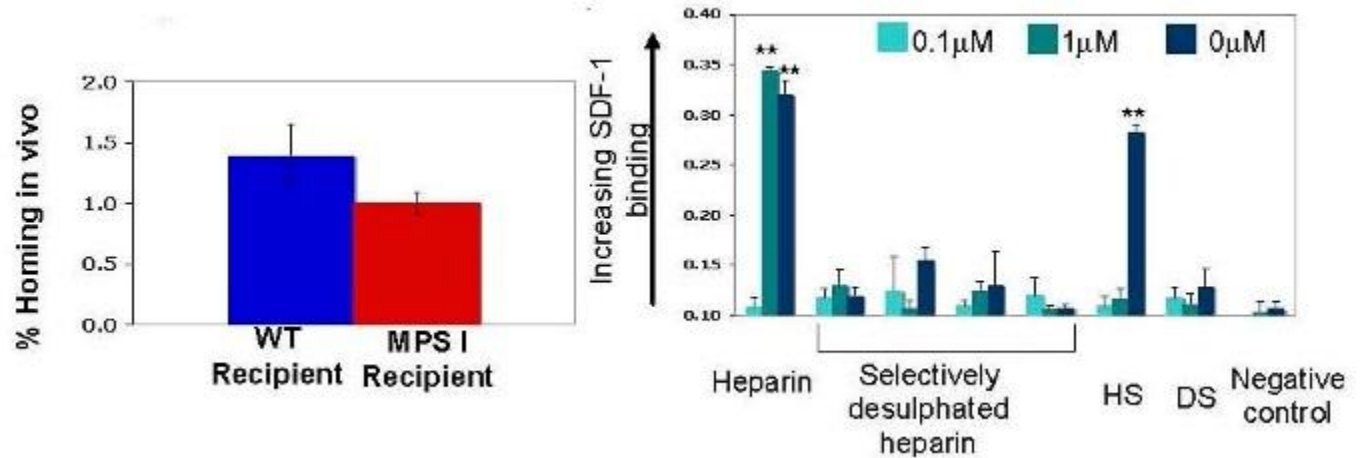 % Homing in vivo
2.0
1.5
1.0
0.5
0.0
WT
Recipient
MPS I
Recipient
Increasing SDF-1
binding
0.40
0.35
0.30
0.25
0.20
0.15
0.10
0.1μM
1μM
0μM
**
**
**
Heparin
Selectively
desulphated
heparin
HS
DS
Negative
control